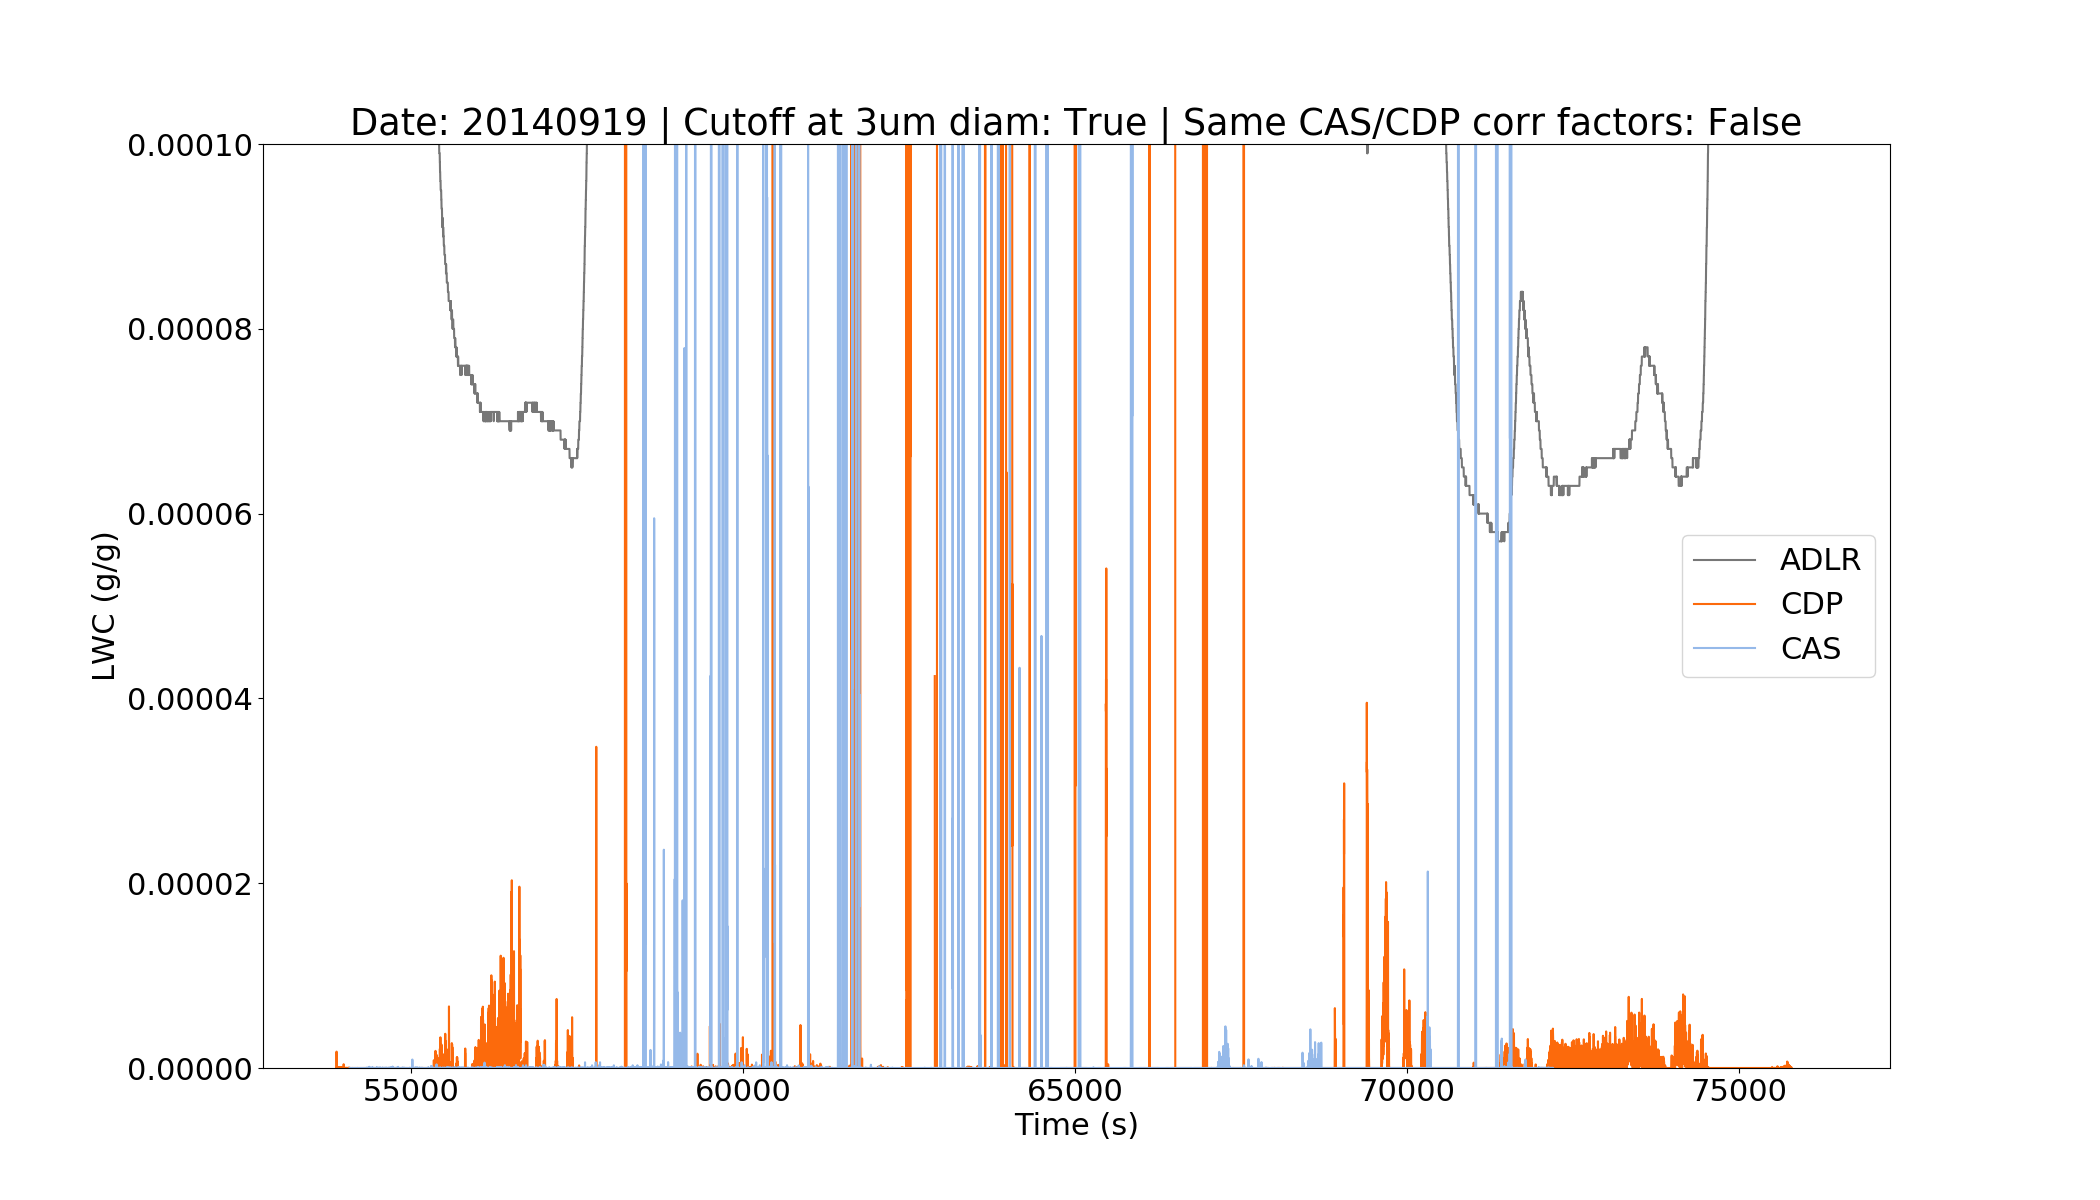 Date: 20140919 | Cutoff at 3um diam: True | Same CAS/CDP corr factors: False
0.00010
0.00008
0.00006
0.00004
0.00002
0.00000
LWC (g/g)
ADLR
CDP
CAS
55000 60000 65000 70000 75000
Time (s)